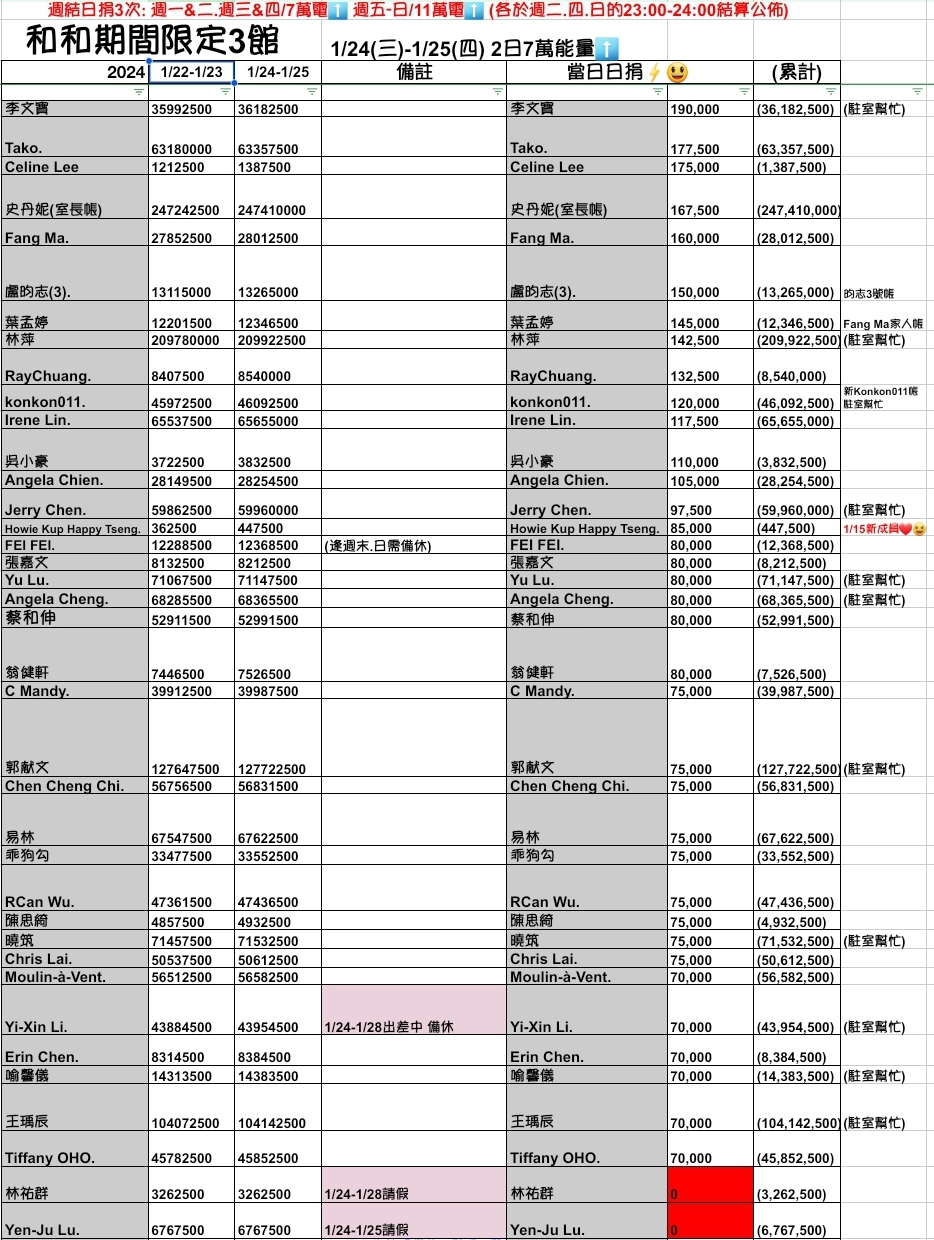 週結日捐3次: 週一&二.週三&四/7萬電⬆️ 週五-日/11萬電⬆️ (各於週二.四.日的23:00-24:00結算公佈)
和和期間限定3館 1/24(三)-1/25(四) 2日7萬能量⬆️
2024 1/22-1/23 1/24-1/25 備註 當日日捐⚡😃 (累計)
李文寶 35992500 36182500 李文寶 190,000 (36,182,500) (駐室幫忙)
Tako. 63180000 63357500 Tako. 177,500 (63,357,500)
Celine Lee 1212500 1387500 Celine Lee 175,000 (1,387,500)
史丹妮(室長帳) 247242500 247410000 史丹妮(室長帳) 167,500 (247,410,000)
Fang Ma. 27852500 28012500 Fang Ma. 160,000 (28,012,500)
盧昀志(3). 13115000 13265000 盧昀志(3). 150,000 (13,265,000) 昀志3號帳
葉孟婷 12201500 12346500 葉孟婷 145,000 (12,346,500) Fang Ma家人帳
林萍 209780000 209922500 林萍 142,500 (209,922,500) (駐室幫忙)
RayChuang. 8407500 8540000 RayChuang. 132,500 (8,540,000)
konkon011. 45972500 46092500 konkon011. 120,000 (46,092,500) 新Konkon011帳 駐室幫忙
Irene Lin. 65537500 65655000 Irene Lin. 117,500 (65,655,000)
吳小豪 3722500 3832500 吳小豪 110,000 (3,832,500)
Angela Chien. 28149500 28254500 Angela Chien. 105,000 (28,254,500)
Jerry Chen. 59862500 59960000 Jerry Chen. 97,500 (59,960,000) (駐室幫忙)
Howie Kup Happy Tseng. 362500 447500 Howie Kup Happy Tseng. 85,000 (447,500) 1/15新成員❤️😆
FEI FEI. 12288500 12368500 (逢週末.日需備休) FEI FEI. 80,000 (12,368,500)
張嘉文 8132500 8212500 張嘉文 80,000 (8,212,500)
Yu Lu. 71067500 71147500 Yu Lu. 80,000 (71,147,500) (駐室幫忙)
Angela Cheng. 68285500 68365500 Angela Cheng. 80,000 (68,365,500) (駐室幫忙)
蔡和伸 52911500 52991500 蔡和伸 80,000 (52,991,500)
翁健軒 7446500 7526500 翁健軒 80,000 (7,526,500)
C Mandy. 39912500 39987500 C Mandy. 75,000 (39,987,500)
郭献文 127647500 127722500 郭献文 75,000 (127,722,500) (駐室幫忙)
Chen Cheng Chi. 56756500 56831500 Chen Cheng Chi. 75,000 (56,831,500)
易林 67547500 67622500 易林 75,000 (67,622,500)
乖狗勾 33477500 33552500 乖狗勾 75,000 (33,552,500)
RCan Wu. 47361500 47436500 RCan Wu. 75,000 (47,436,500)
陳思綺 4857500 4932500 陳思綺 75,000 (4,932,500)
曉筑 71457500 71532500 曉筑 75,000 (71,532,500) (駐室幫忙)
Chris Lai. 50537500 50612500 Chris Lai. 75,000 (50,612,500)
Moulin-à-Vent. 56512500 56582500 Moulin-à-Vent. 70,000 (56,582,500)
Yi-Xin Li. 43884500 43954500 1/24-1/28出差中 備休 Yi-Xin Li. 70,000 (43,954,500) (駐室幫忙)
Erin Chen. 8314500 8384500 Erin Chen. 70,000 (8,384,500)
喻馨儀 14313500 14383500 喻馨儀 70,000 (14,383,500) (駐室幫忙)
王瑀辰 104072500 104142500 王瑀辰 70,000 (104,142,500) (駐室幫忙)
Tiffany OHO. 45782500 45852500 Tiffany OHO. 70,000 (45,852,500)
林祐群 3262500 3262500 1/24-1/28請假 林祐群 0 (3,262,500)
Yen-Ju Lu. 6767500 6767500 1/24-1/25請假 Yen-Ju Lu. 0 (6,767,500)